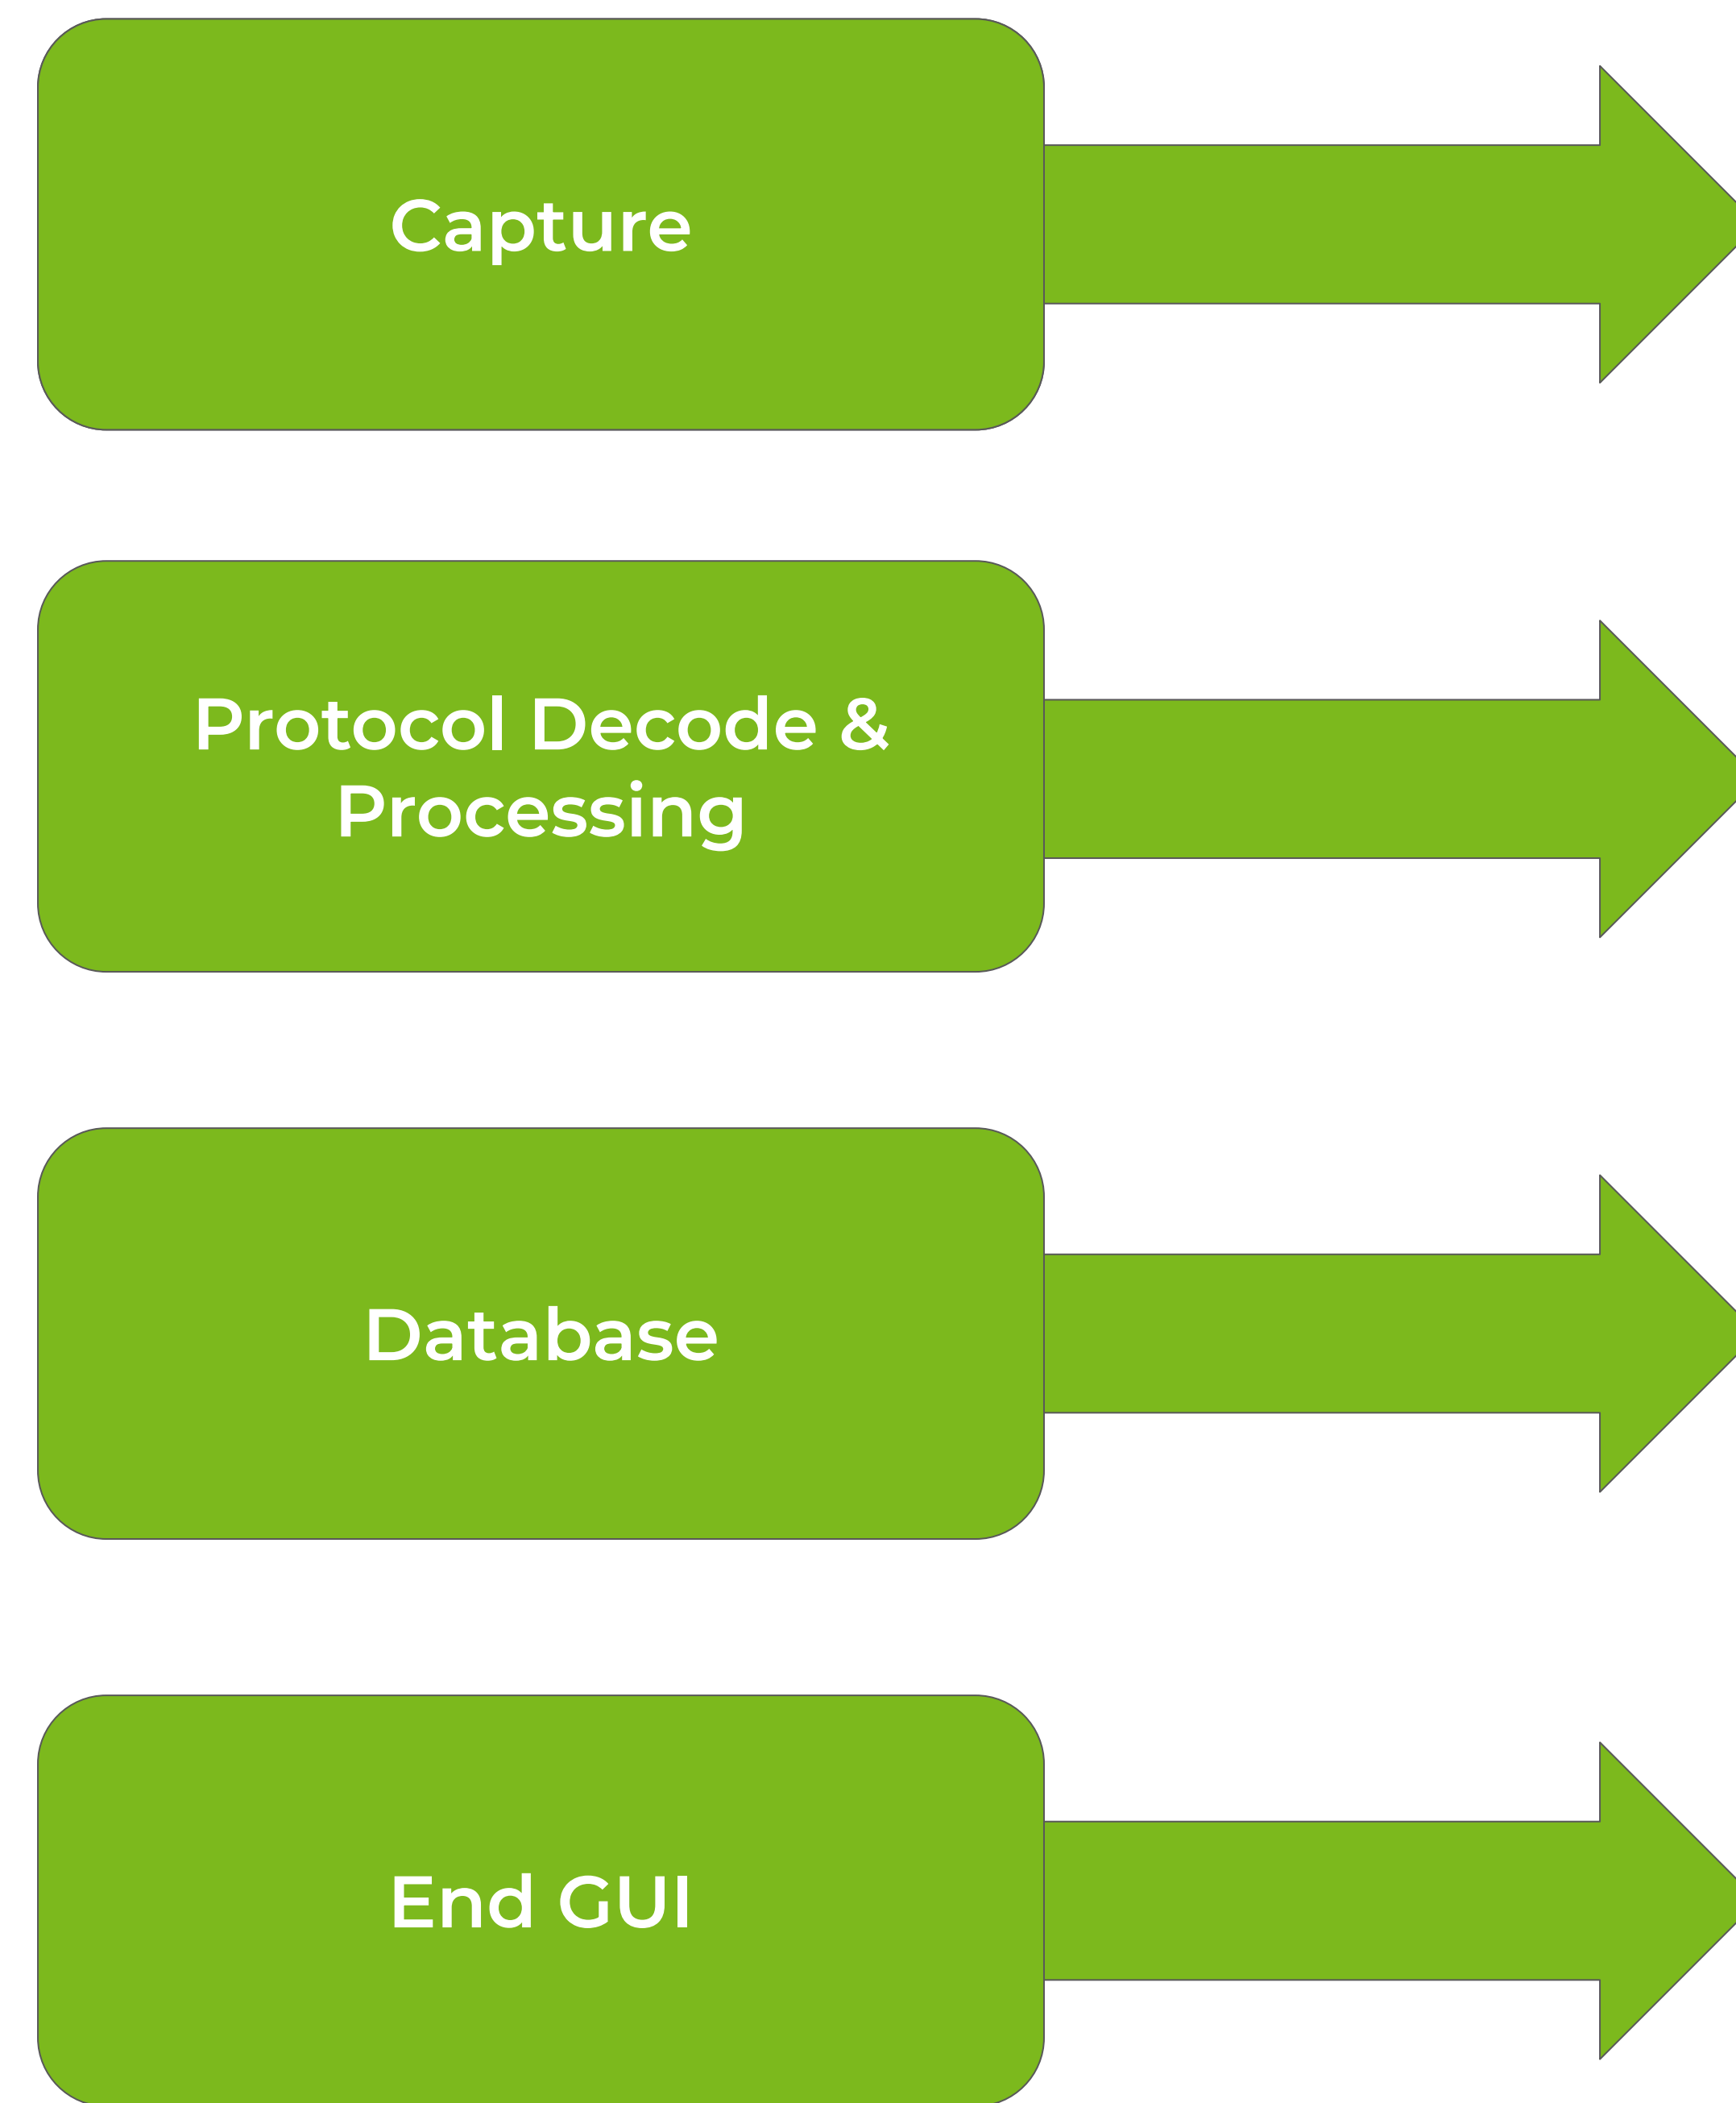 Capture
Protocol Decode &
Processing
Database
End GUI